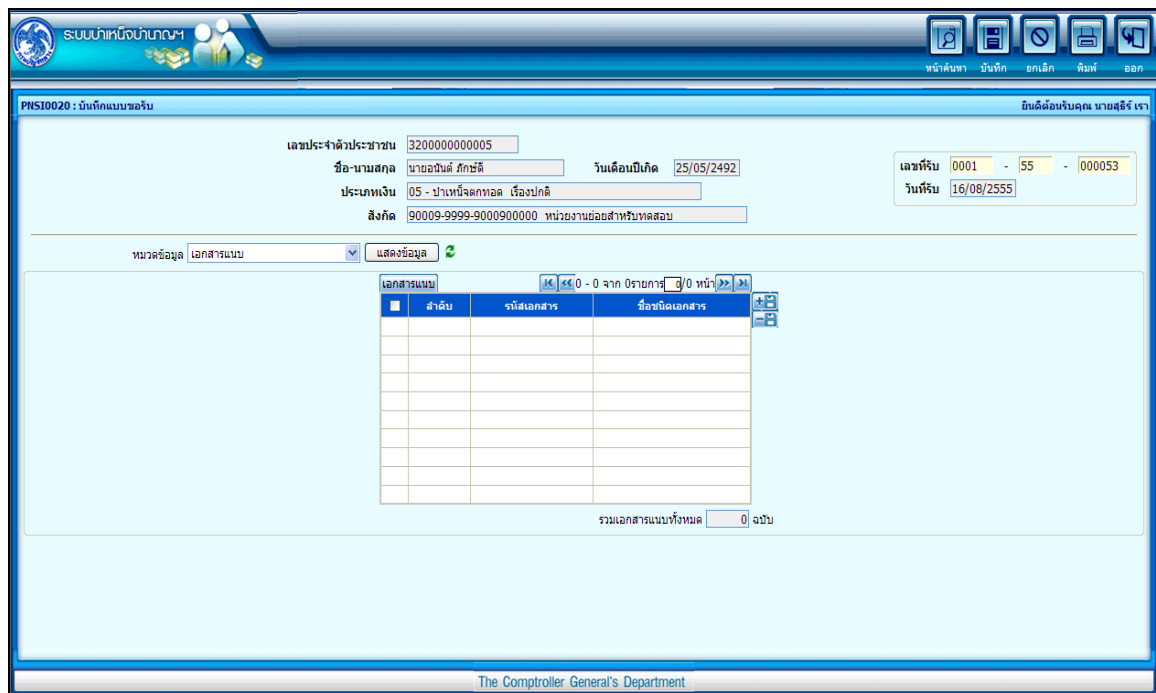 ระบบบำเหน็จบำนาญฯ
หน้าค้นหา บันทึก ยกเลิก พิมพ์ ออก
PNSI0020 : บันทึกแบบขอรับ ยินดีต้อนรับคุณ นายสุธีร์ เรา
เลขประจำตัวประชาชน 3200000000005
ชื่อ-นามสกุล นายอนันต์ ภักษ์ดี วันเดือนปีเกิด 25/05/2492 เลขที่รับ 0001 - 55 - 000053
ประเภทเงิน 05 - บำเหน็จตกทอด เรื่องปกติ วันที่รับ 16/08/2555
สังกัด 90009-9999-9000900000 หน่วยงานย่อยสำหรับทดสอบ
หมวดข้อมูล เอกสารแนบ แสดงข้อมูล
เอกสารแนบ 0 - 0 จาก 0รายการ 0/0 หน้า
ลำดับ รหัสเอกสาร ชื่อชนิดเอกสาร
รวมเอกสารแนบทั้งหมด 0 ฉบับ
The Comptroller General's Department